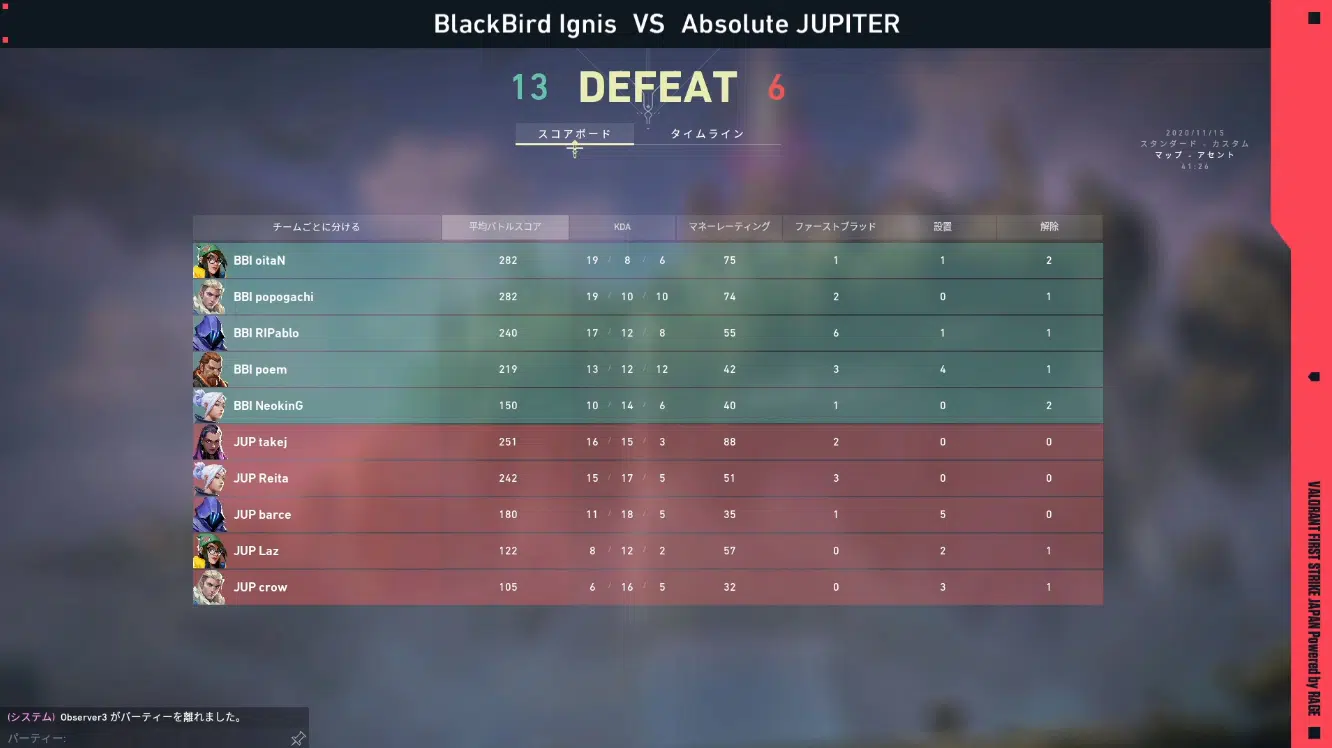 BlackBird Ignis VS Absolute JUPITER
13 DEFEAT 6
スコアボード タイムライン
2020/11/15
スタンダード - カスタム
マップ - アセント
41:26
チームごとに分ける 平均バトルスコア KDA マネーレーティング ファーストブラッド 設置 解除
BBI oitaN 282 19 / 8 / 6 75 1 1 2
BBI popogachi 282 19 / 10 / 10 74 2 0 1
BBI RIPablo 240 17 / 12 / 8 55 6 1 1
BBI poem 219 13 / 12 / 12 42 3 4 1
BBI NeokinG 150 10 / 14 / 6 40 1 0 2
JUP takej 251 16 / 15 / 3 88 2 0 0
JUP Reita 242 15 / 17 / 5 51 3 0 0
JUP barce 180 11 / 18 / 5 35 1 5 0
JUP Laz 122 8 / 12 / 2 57 0 2 1
JUP crow 105 6 / 16 / 5 32 0 3 1
(システム) Observer3 がパーティーを離れました。
パーティー:
VALORANT FIRST STRIKE JAPAN Powered by RAGE